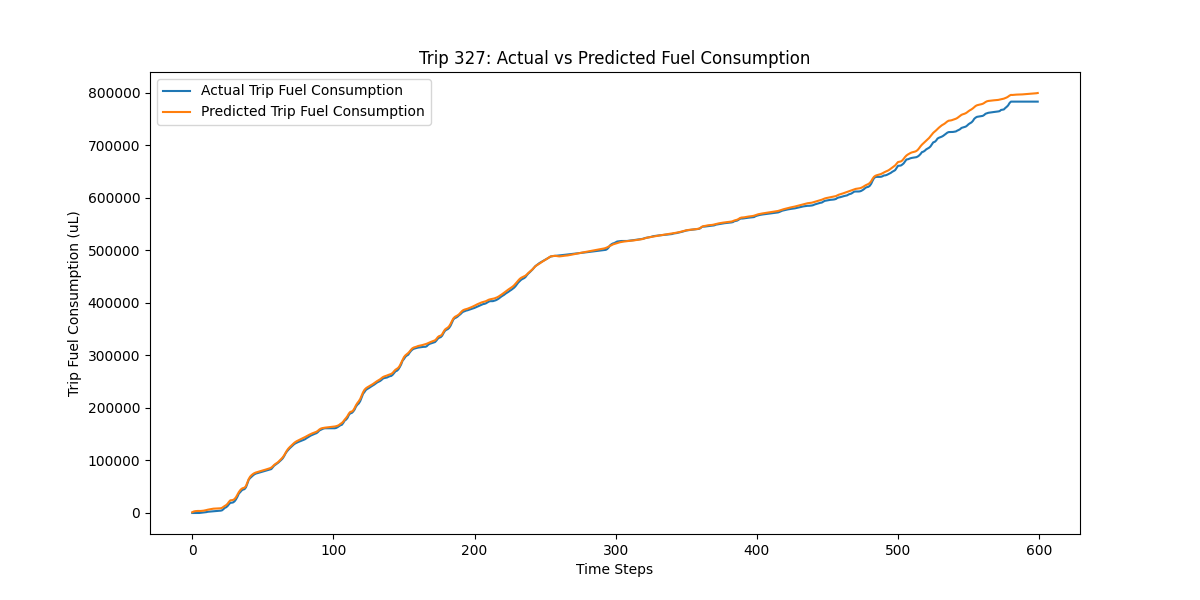 Trip 327: Actual vs Predicted Fuel Consumption
Actual Trip Fuel Consumption
Predicted Trip Fuel Consumption
800000
700000
600000
500000
400000
300000
200000
100000
0
Trip Fuel Consumption (uL)
0 100 200 300 400 500 600
Time Steps